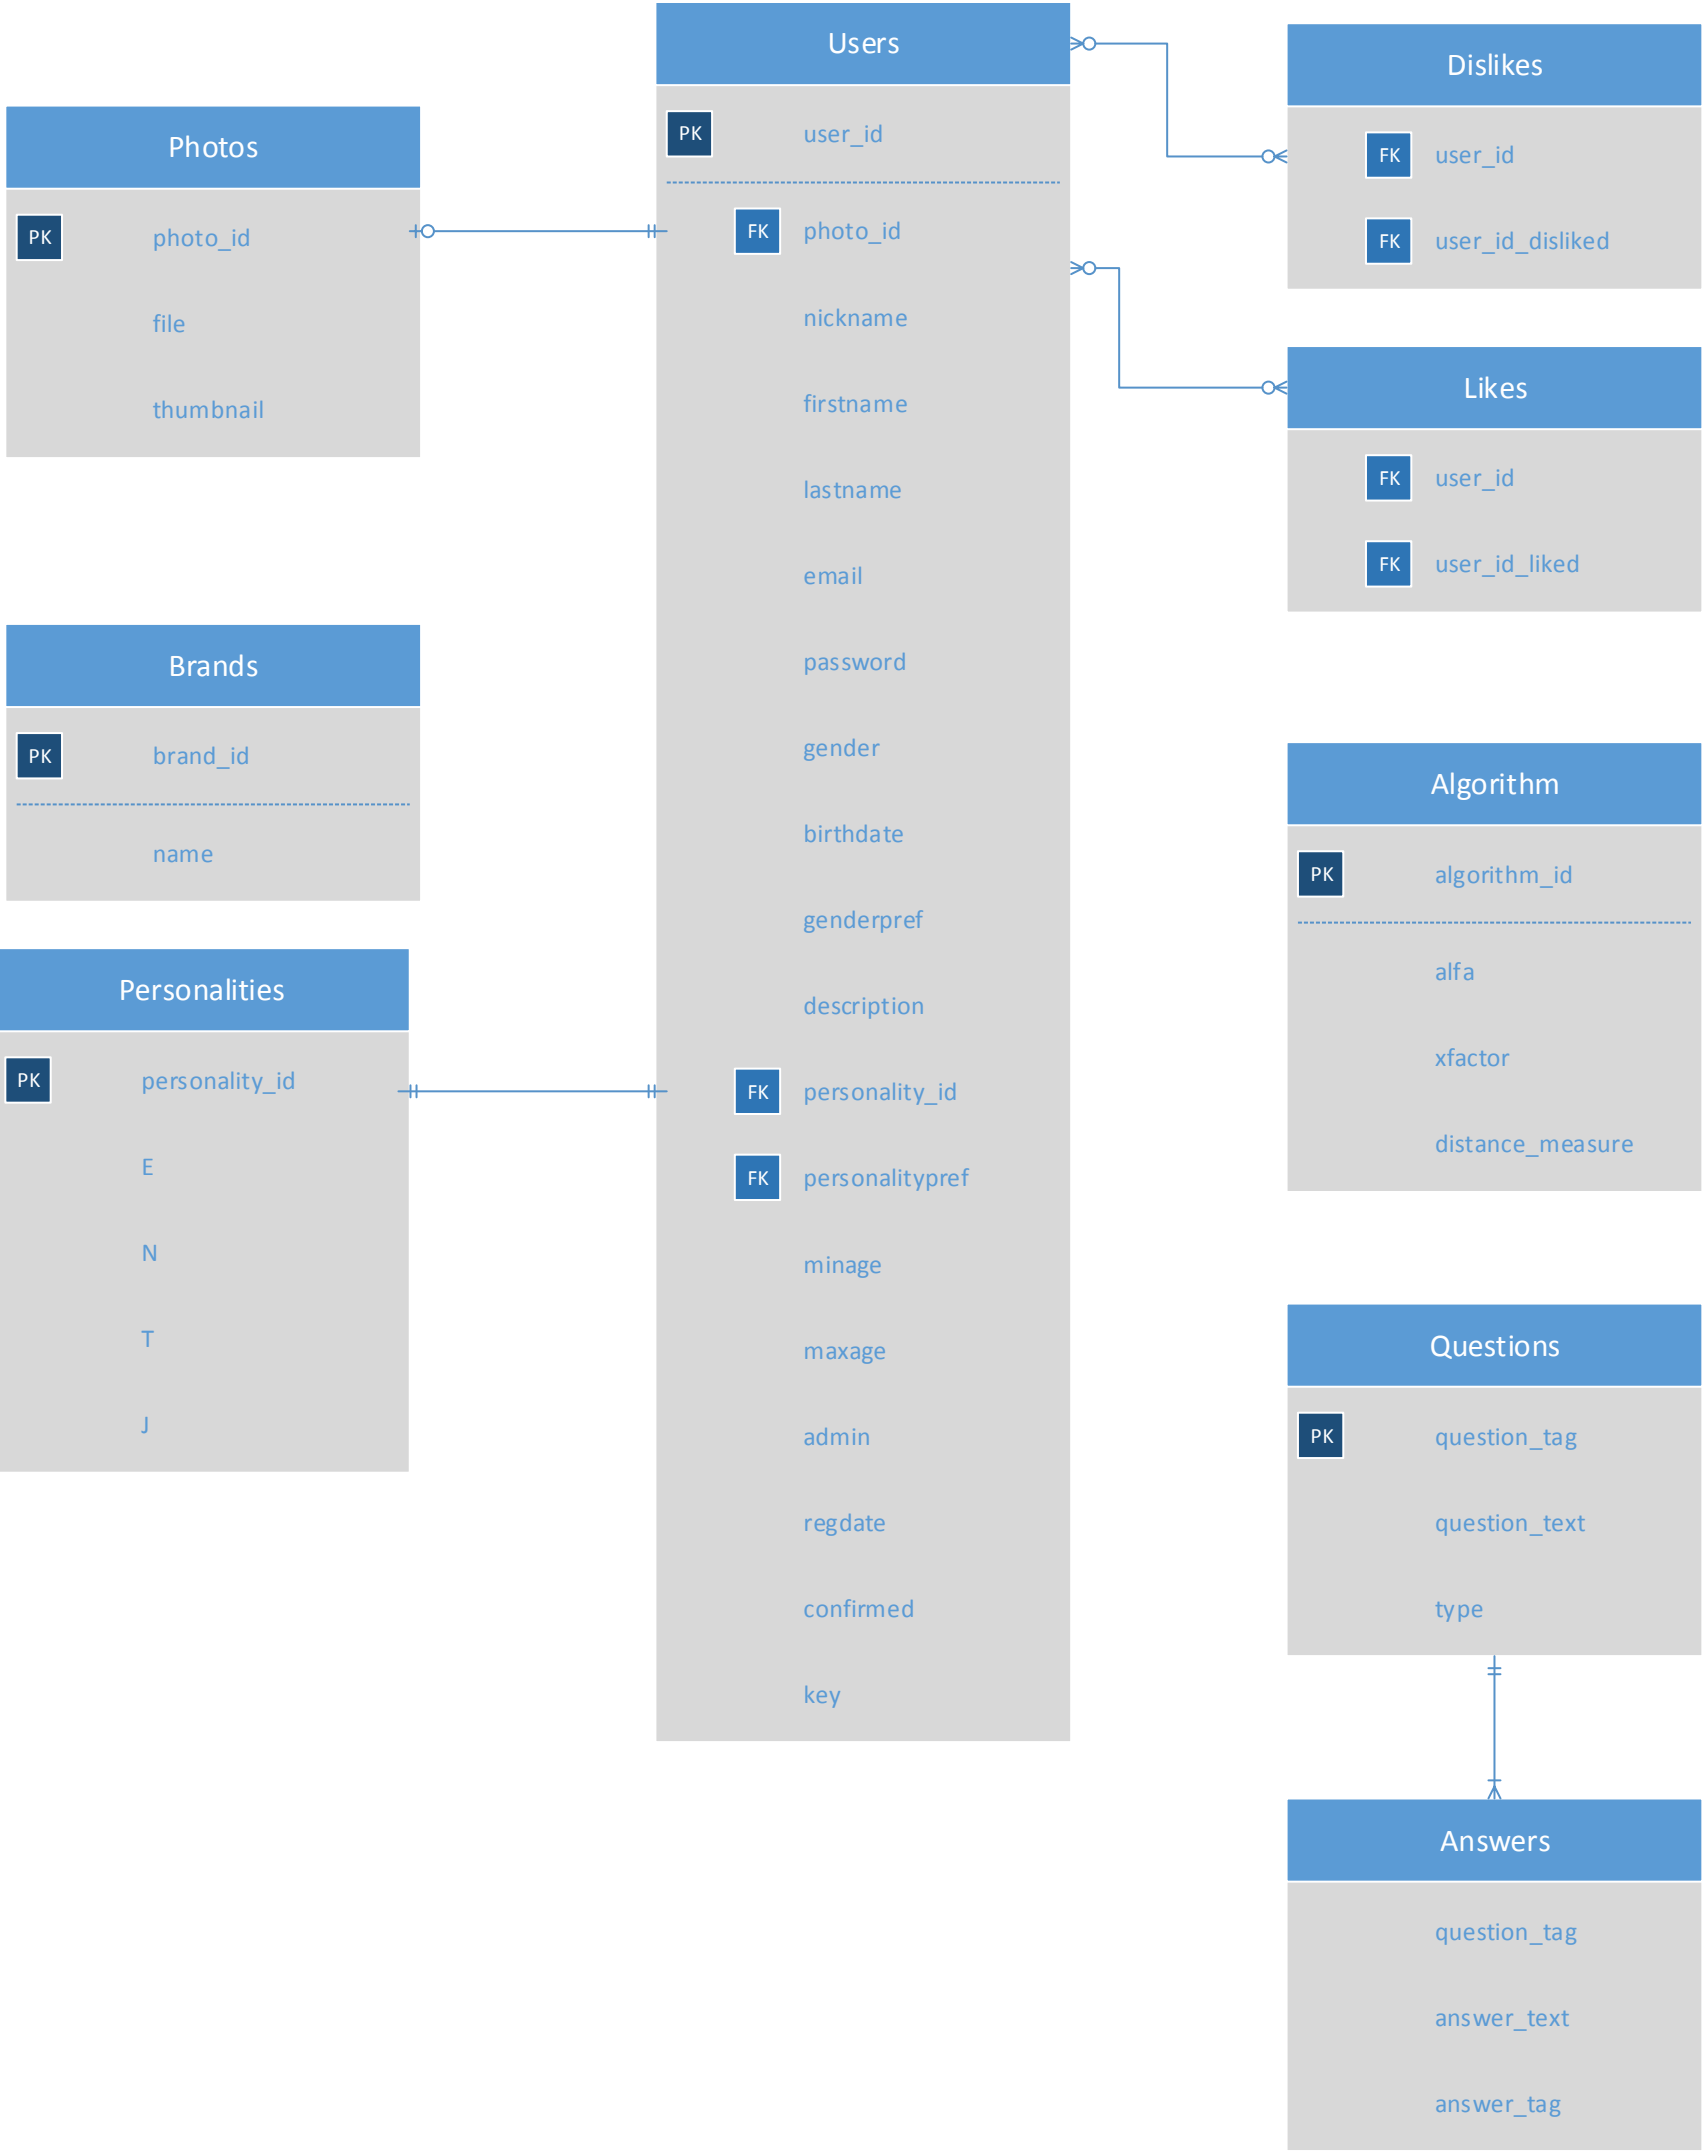 Photos
PK photo_id
file
thumbnail
Brands
PK brand_id
name
Personalities
PK personality_id
E
N
T
J
Users
PK user_id
FK photo_id
nickname
firstname
lastname
email
password
gender
birthdate
genderpref
description
FK personality_id
FK personalitypref
minage
maxage
admin
regdate
confirmed
key
Dislikes
FK user_id
FK user_id_disliked
Likes
FK user_id
FK user_id_liked
Algorithm
PK algorithm_id
alfa
xfactor
distance_measure
Questions
PK question_tag
question_text
type
Answers
question_tag
answer_text
answer_tag